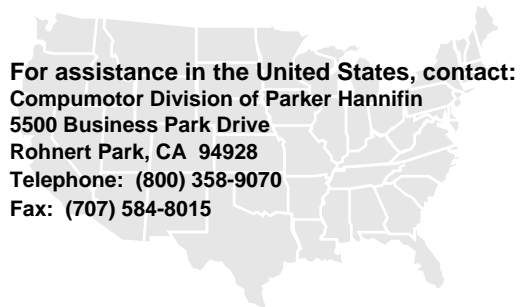 For assistance in the United States, contact:
Compumotor Division of Parker Hannifin
5500 Business Park Drive
Rohnert Park, CA  94928
Telephone:  (800) 358-9070
Fax:  (707) 584-8015